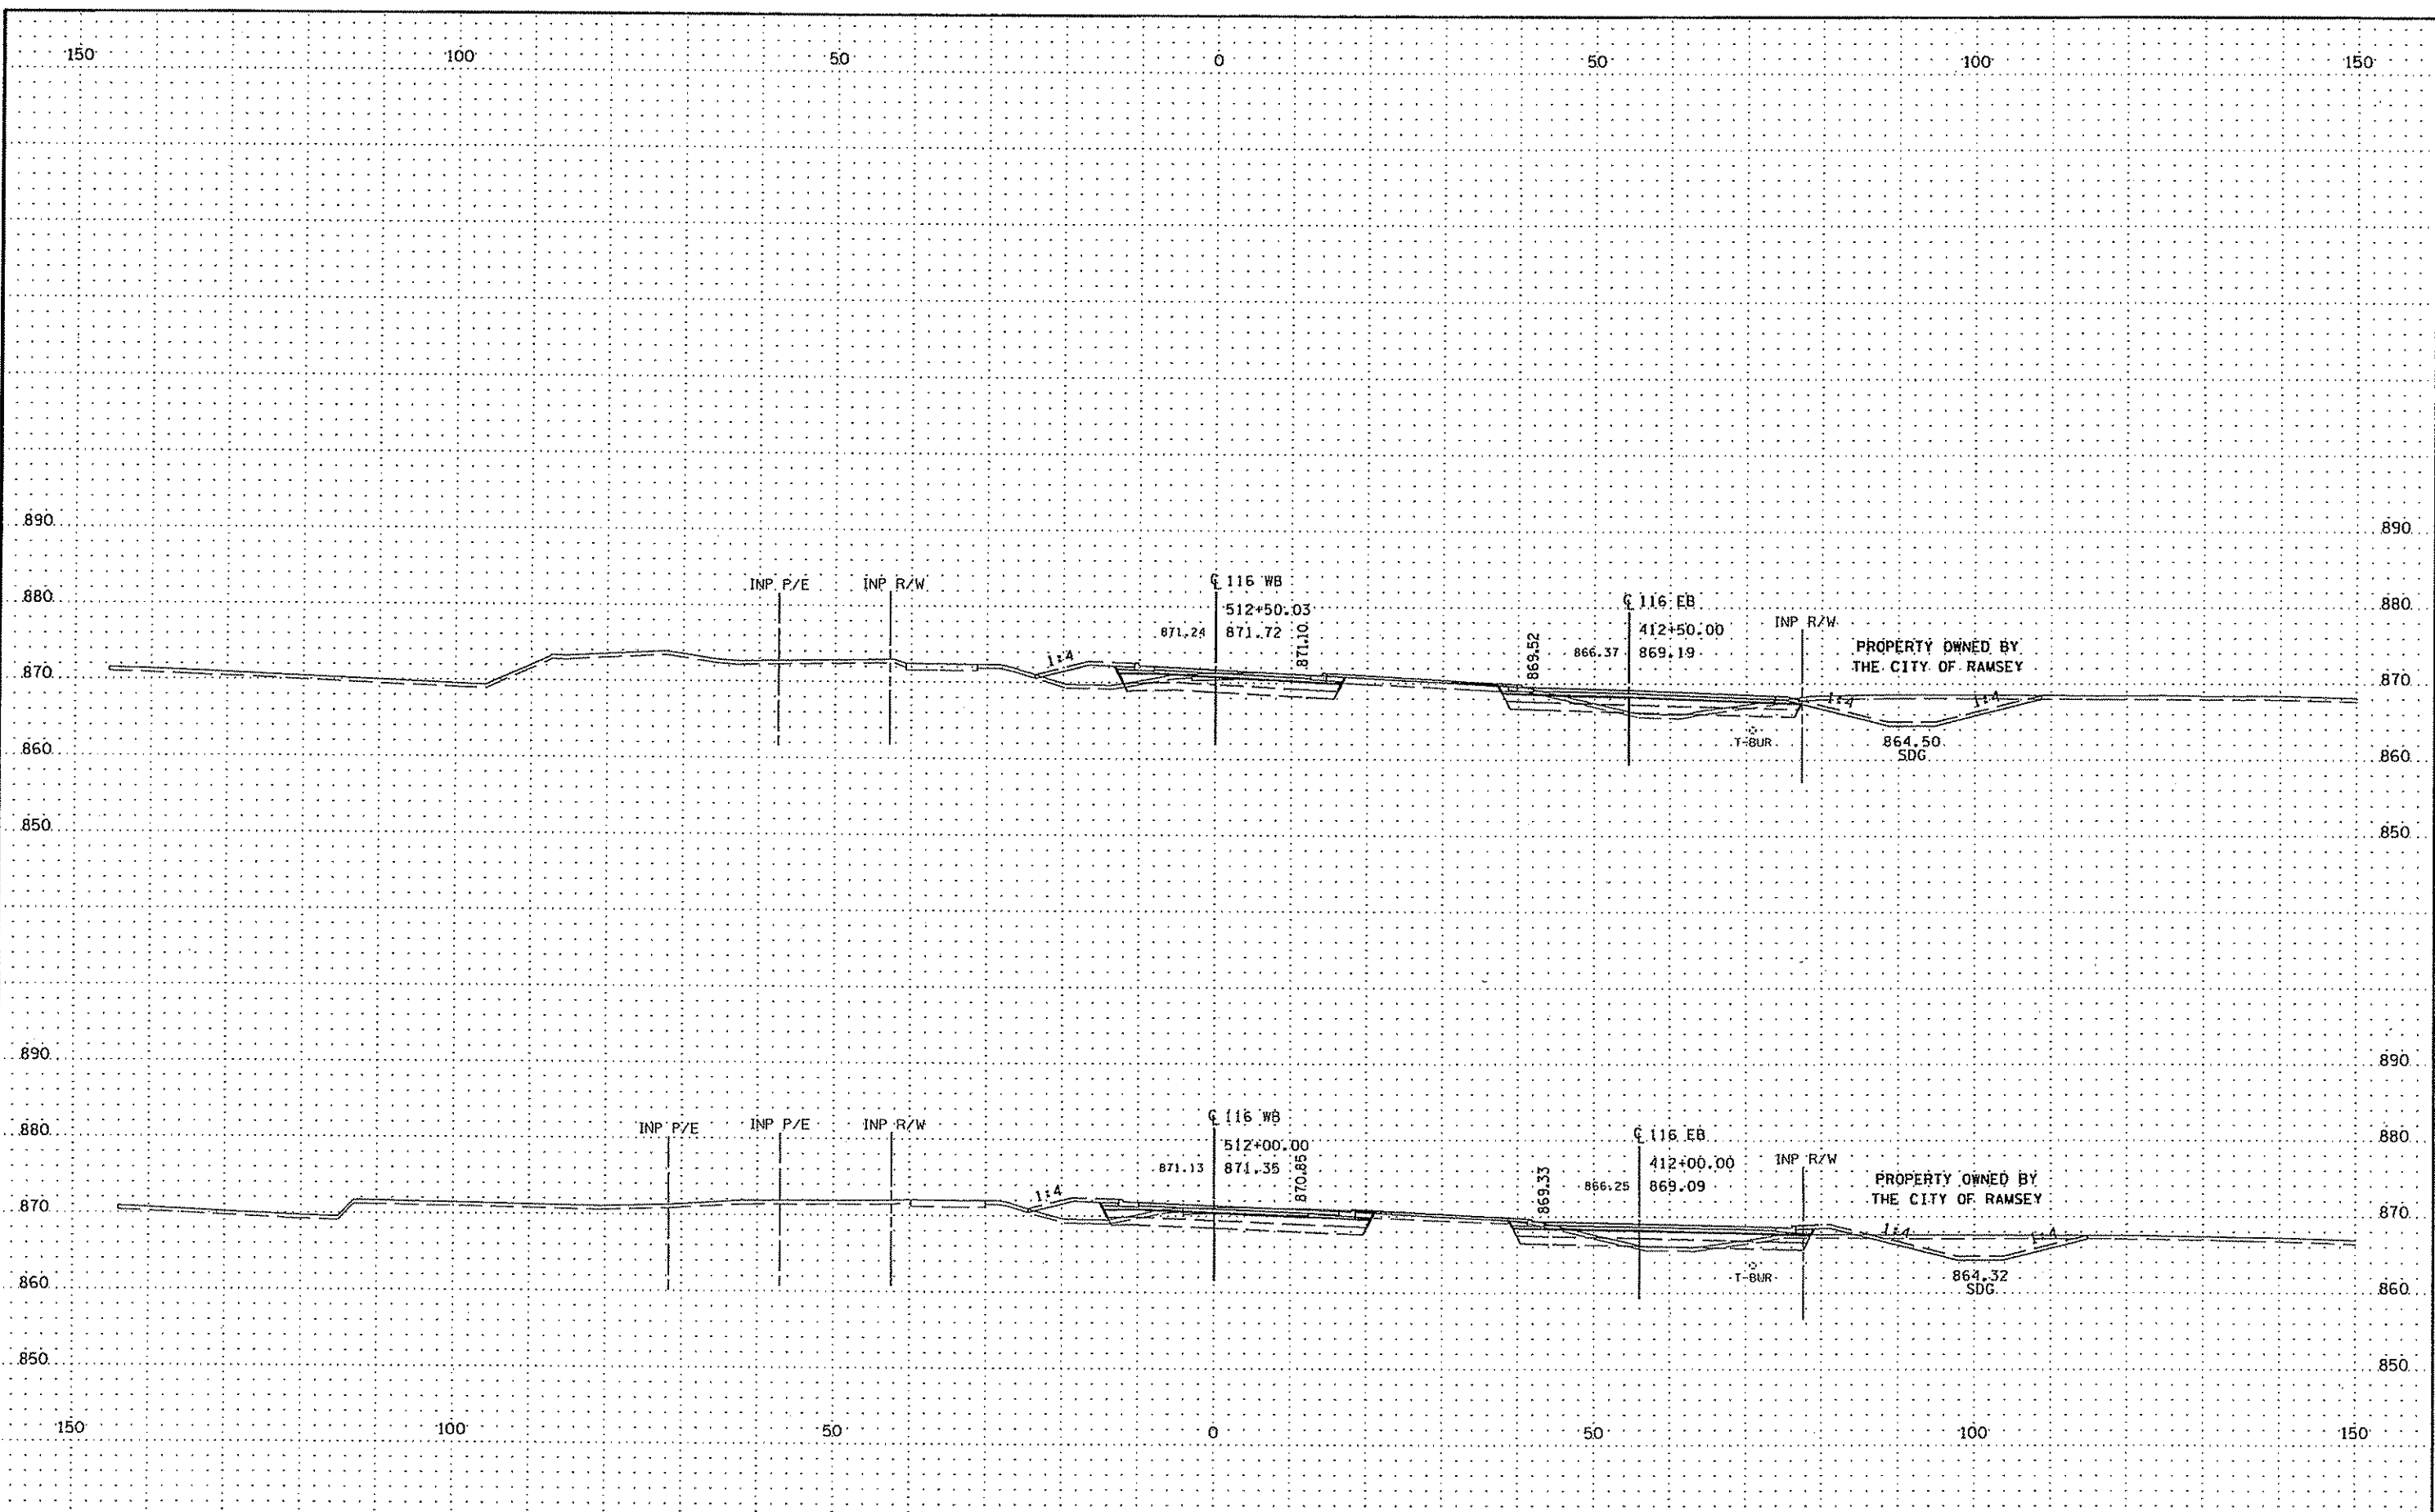 150 100 50 0 50 100 150
890 890
INP P/E INP R/W ℄ 116 WB
880 880
512+50.03
℄ 116 EB
871.24 871.72 871.10
412+50.00
INP R/W
869.52
866.37 869.19
PROPERTY OWNED BY
THE CITY OF RAMSEY
1:4
870 870
1:4 1:4
T-BUR
864.50
SDG
860 860
850 850
890 890
INP P/E INP P/E INP R/W ℄ 116 WB
880 880
℄ 116 EB
512+00.00
871.13 871.35 870.85
412+00.00
INP R/W
869.33
866.25 869.09
PROPERTY OWNED BY
THE CITY OF RAMSEY
1:4
870 870
1:4 1:4
T-BUR
864.32
SDG
860 860
850 850
150 100 50 0 50 100 150